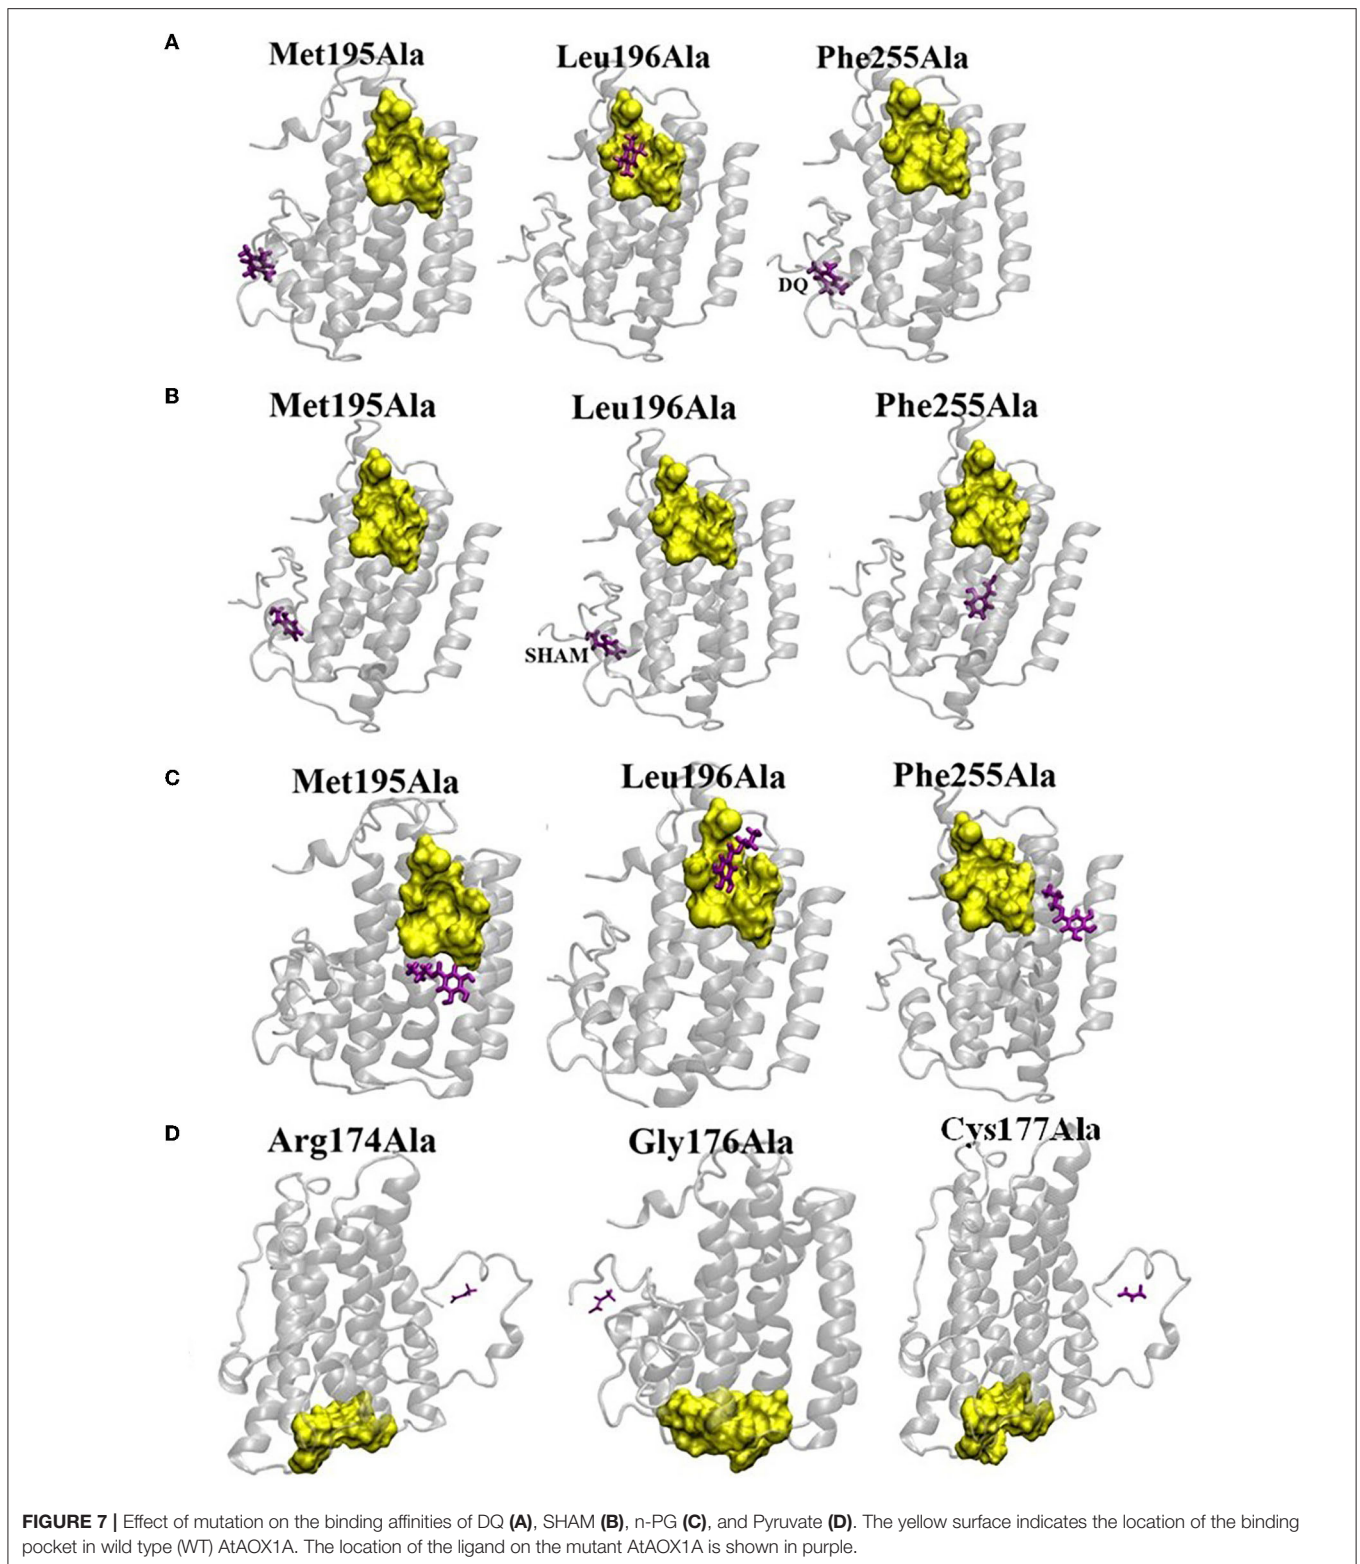 A
Met195Ala Leu196Ala Phe255Ala
DQ
B
Met195Ala Leu196Ala Phe255Ala
SHAM
C
Met195Ala Leu196Ala Phe255Ala
D
Arg174Ala Gly176Ala Cys177Ala
FIGURE 7 | Effect of mutation on the binding affinities of DQ (A), SHAM (B), n-PG (C), and Pyruvate (D). The yellow surface indicates the location of the binding
pocket in wild type (WT) AtAOX1A. The location of the ligand on the mutant AtAOX1A is shown in purple.